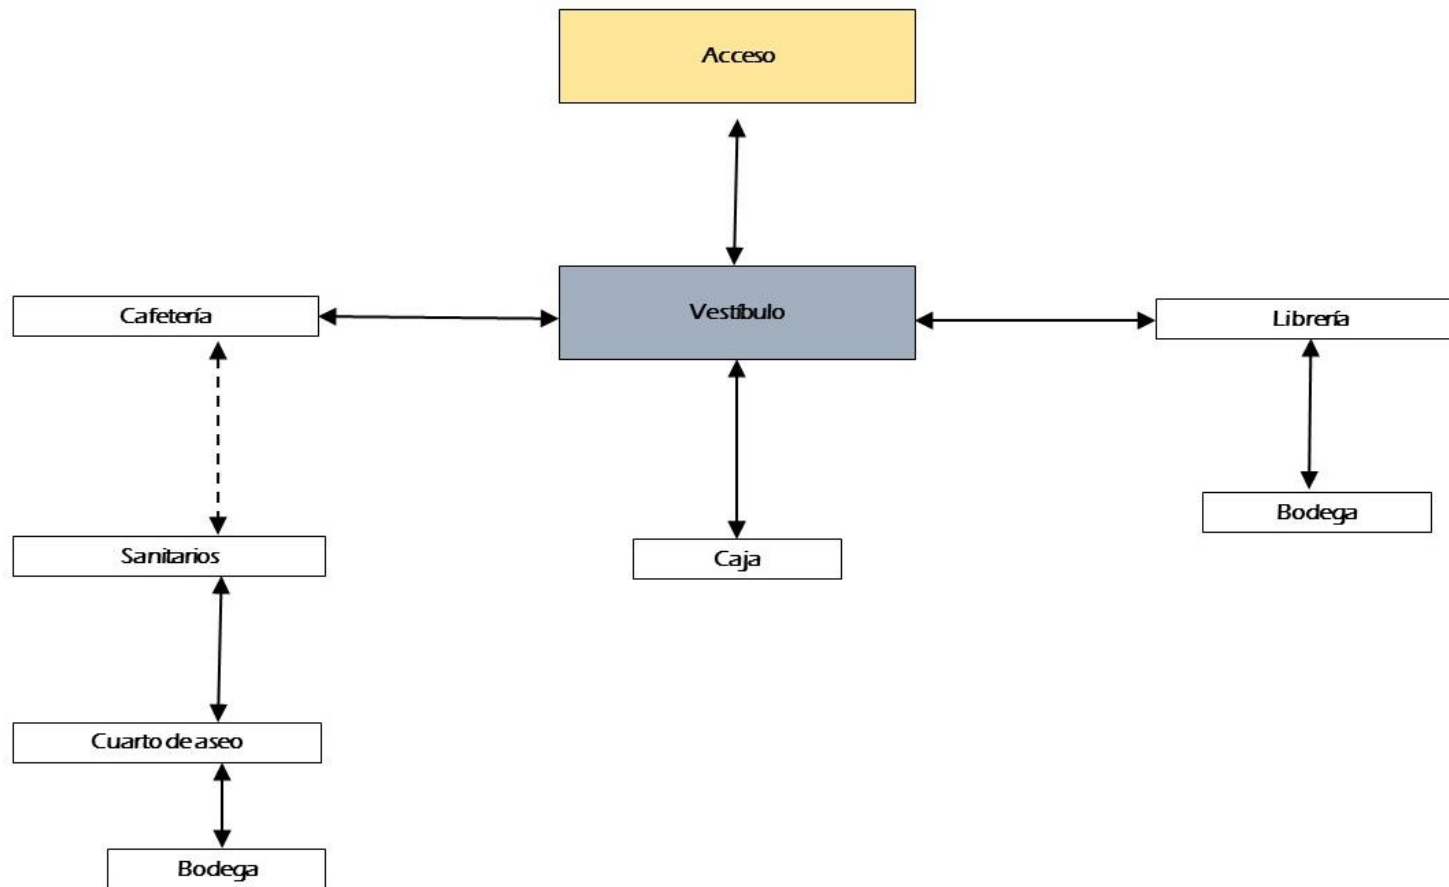 Acceso
Cafetería
Vestíbulo
Librería
Bodega
Sanitarios
Caja
Cuarto de aseo
Bodega